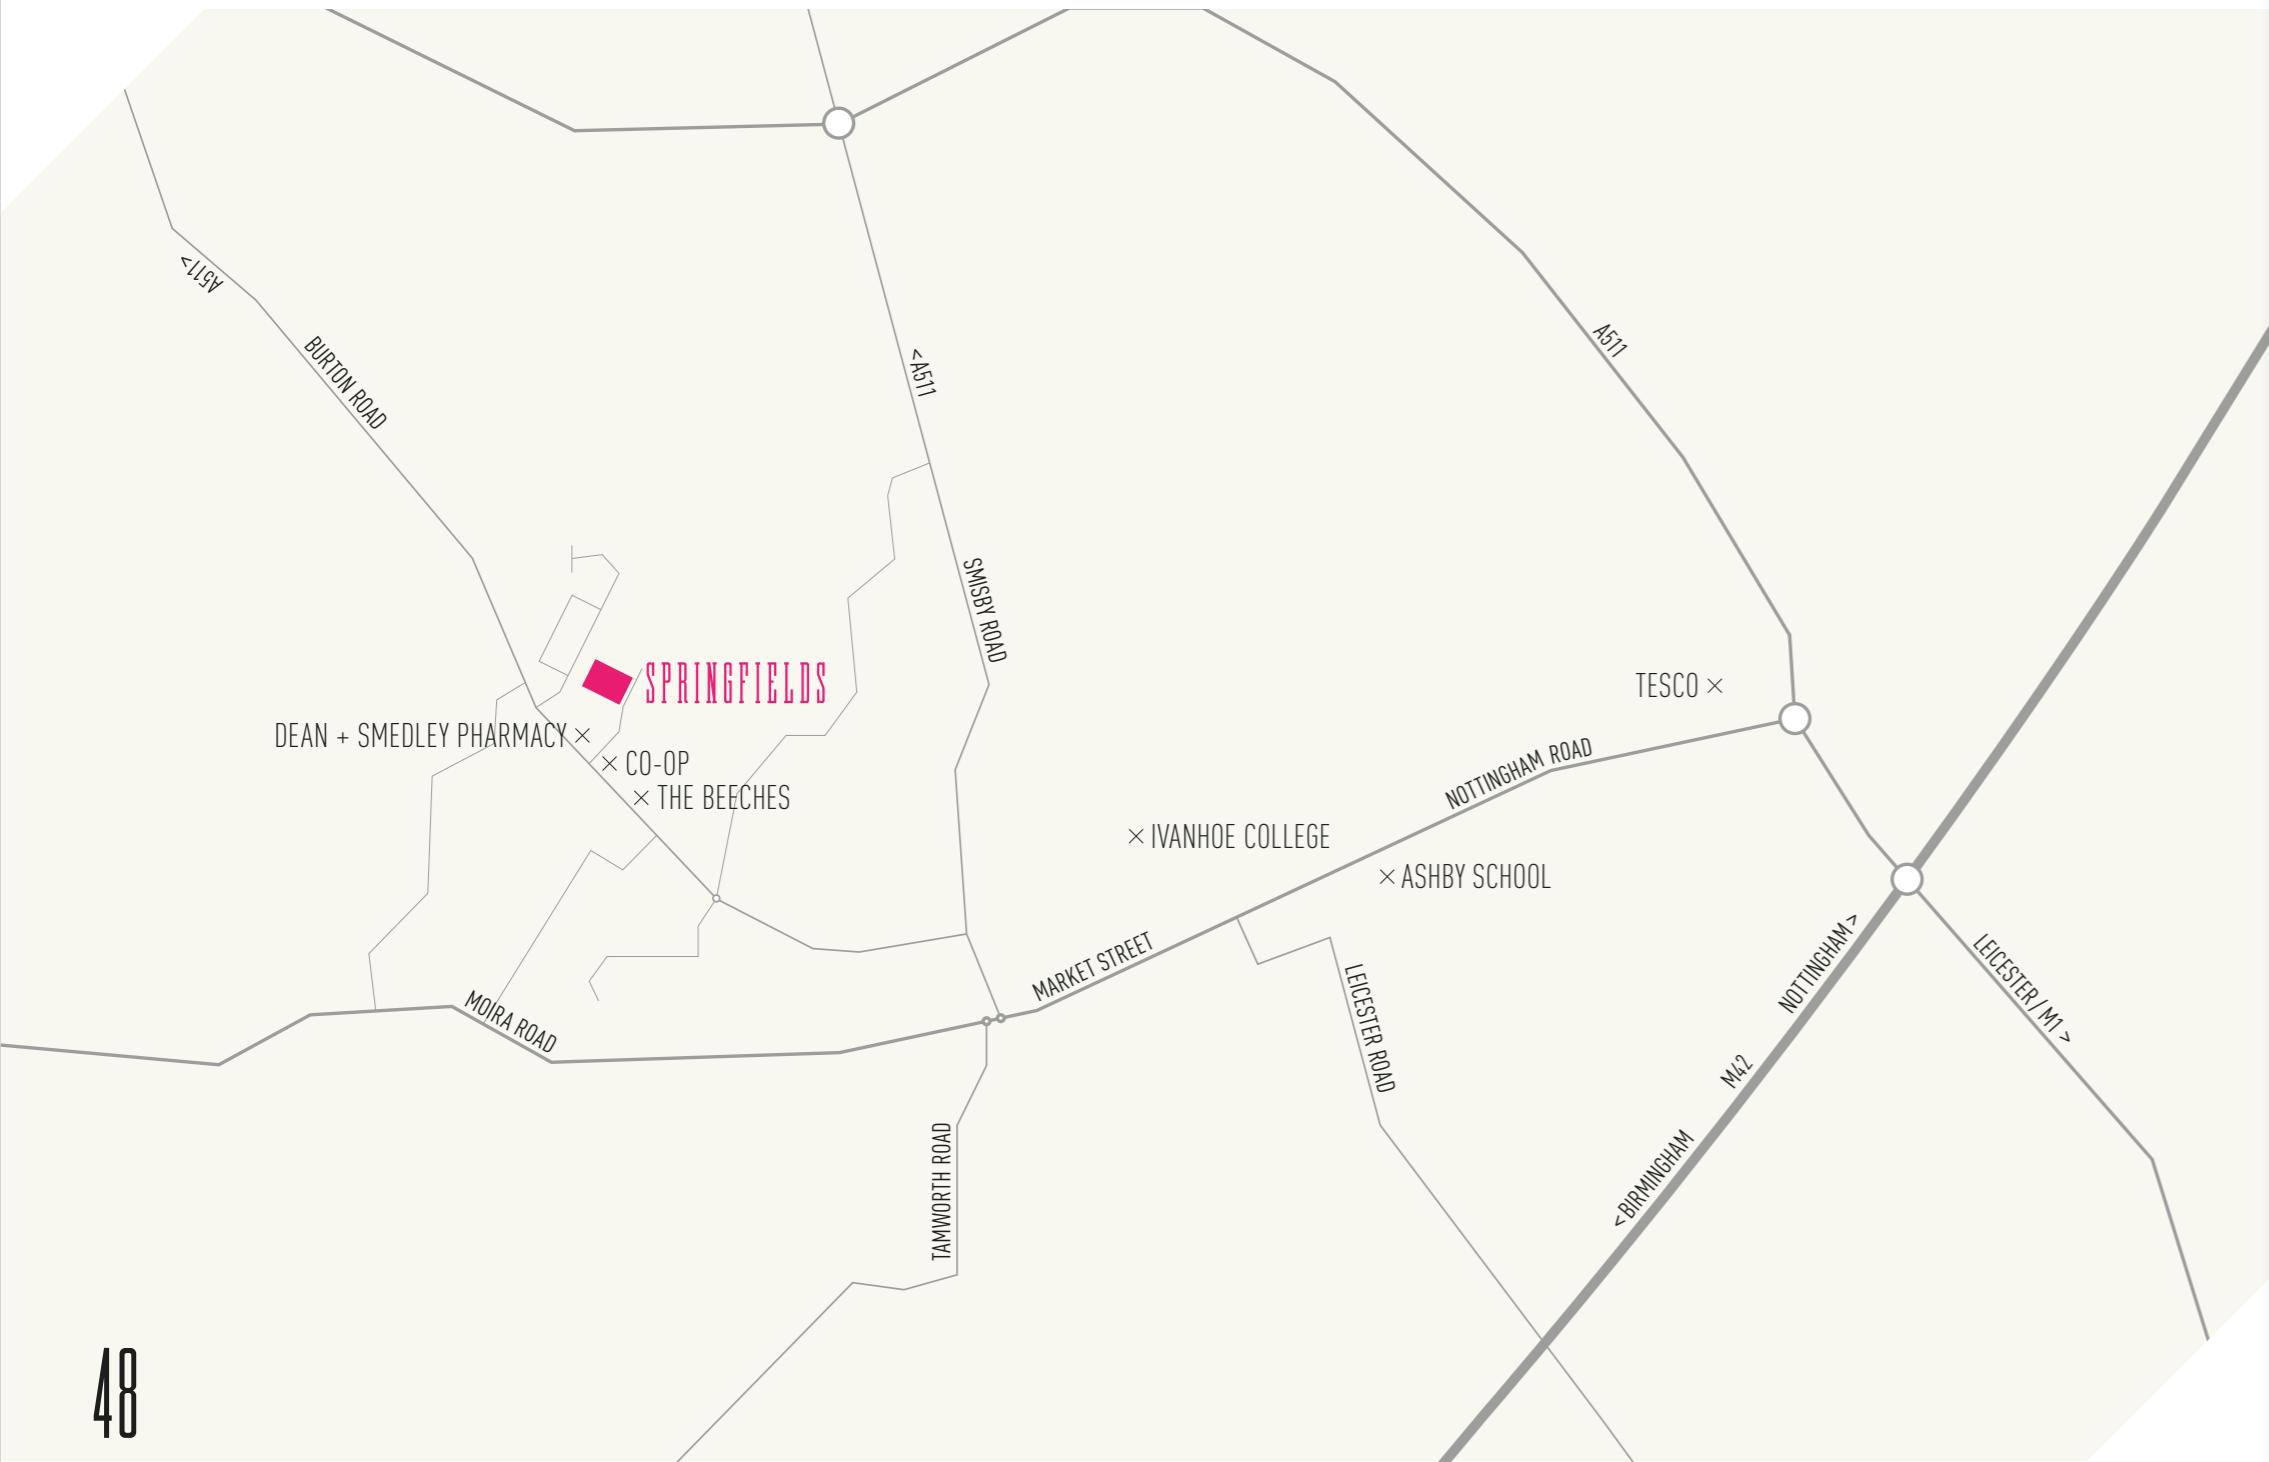 A511>
BURTON ROAD
<A511
A511
SMISBY ROAD
SPRINGFIELDS
TESCO
DEAN + SMEDLEY PHARMACY
CO-OP
THE BEECHES
NOTTINGHAM ROAD
IVANHOE COLLEGE
ASHBY SCHOOL
MARKET STREET
MOIRA ROAD
LEICESTER ROAD
NOTTINGHAM>
M42
<BIRMINGHAM
LEICESTER / M1 >
TAMWORTH ROAD
48